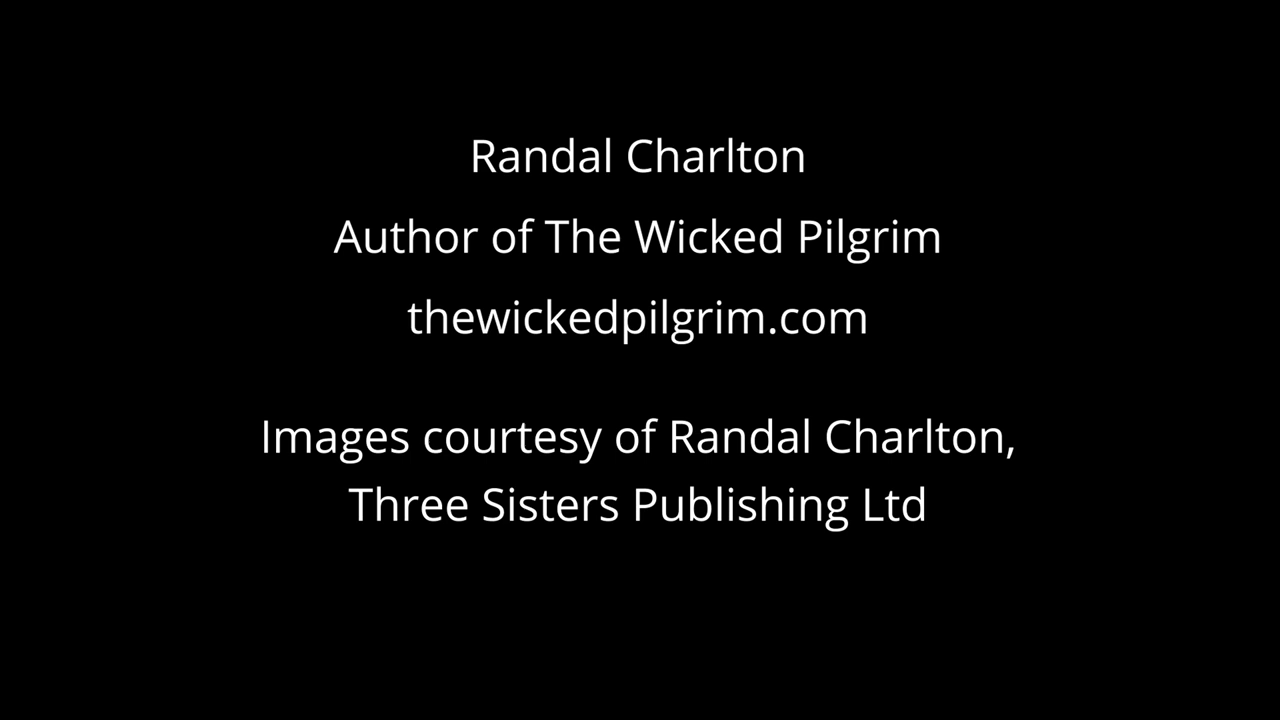 Randal Charlton
Author of The Wicked Pilgrim
thewickedpilgrim.com
Images courtesy of Randal Charlton,
Three Sisters Publishing Ltd